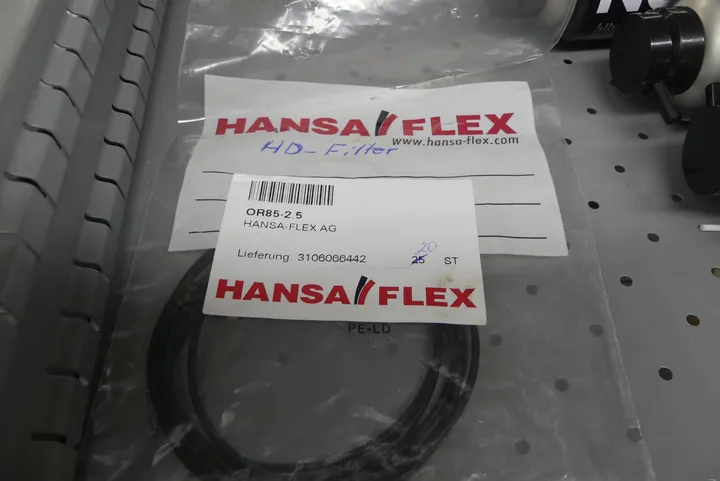 HANSA FLEX
www.hansa-flex.com
HD-Filter
OR85-2.5
HANSA-FLEX AG
20
Lieferung: 3106066442 25 ST
HANSA FLEX
PE-LD